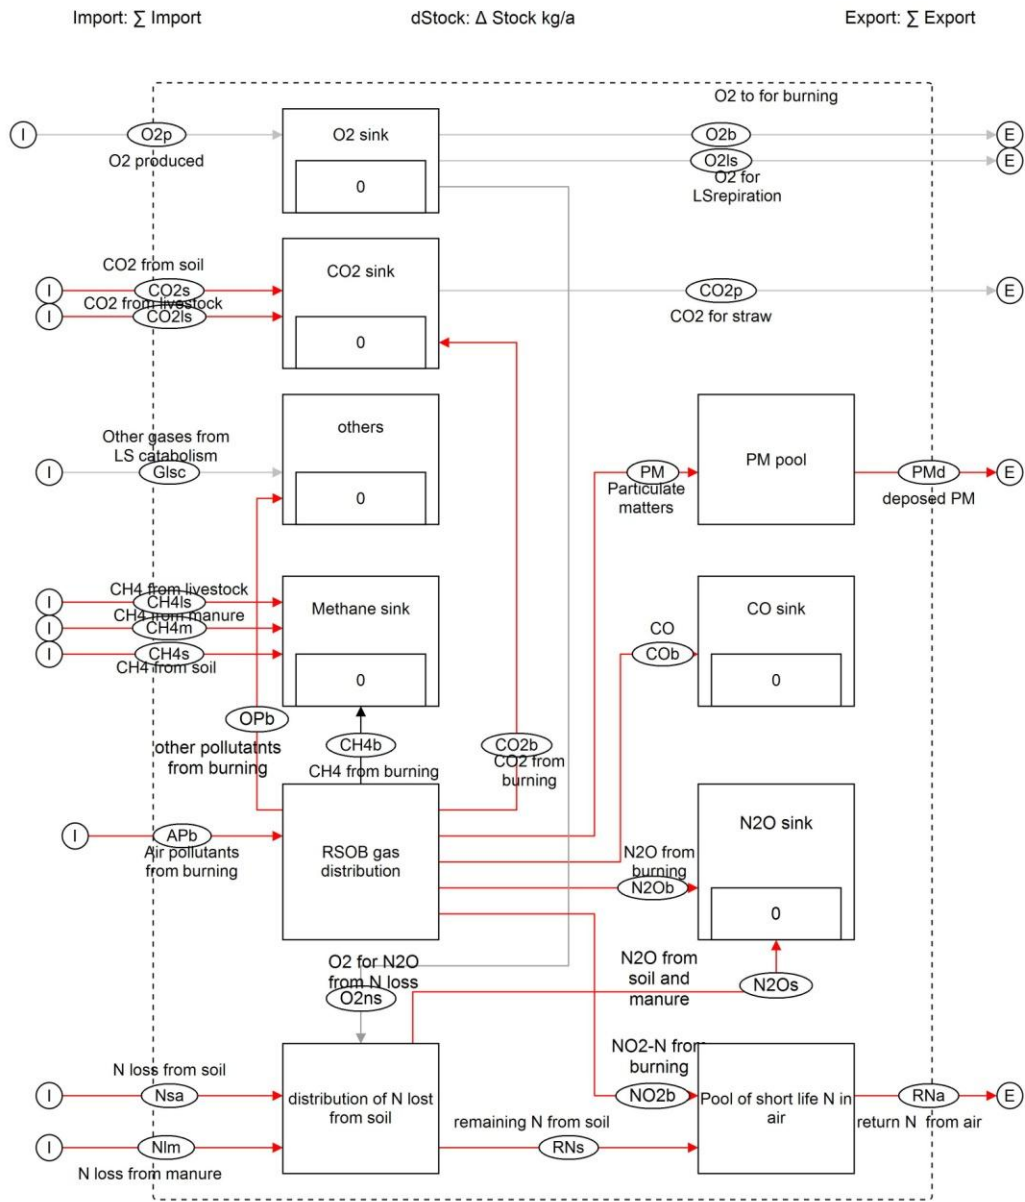 Import: ∑ Import
dStock: Δ Stock kg/a
Export: ∑ Export
O2 to for burning
I
O2p
O2 produced
O2 sink
0
O2b
E
O2ls
E
O2 for
LSrepiration
CO2 from soil
I
CO2s
CO2 from livestock
I
CO2ls
CO2 sink
0
CO2p
E
CO2 for straw
Other gases from
LS catabolism
I
Glsc
others
0
PM
Particulate
matters
PM pool
PMd
E
deposed PM
CH4 from livestock
I
CH4ls
CH4 from manure
I
CH4m
I
CH4s
CH4 from soil
Methane sink
0
CO
COb
CO sink
0
OPb
other pollutatnts
from burning
CH4b
CH4 from burning
CO2b
CO2 from
burning
I
APb
Air pollutants
from burning
RSOB gas
distribution
N2O from
burning
N2Ob
N2O sink
0
O2 for N2O
from N loss
O2ns
N2O from
soil and
manure
N2Os
N loss from soil
I
Nsa
I
Nlm
N loss from manure
distribution of N lost
from soil
remaining N from soil
RNs
NO2-N from
burning
NO2b
Pool of short life N in
air
RNa
E
return N from air